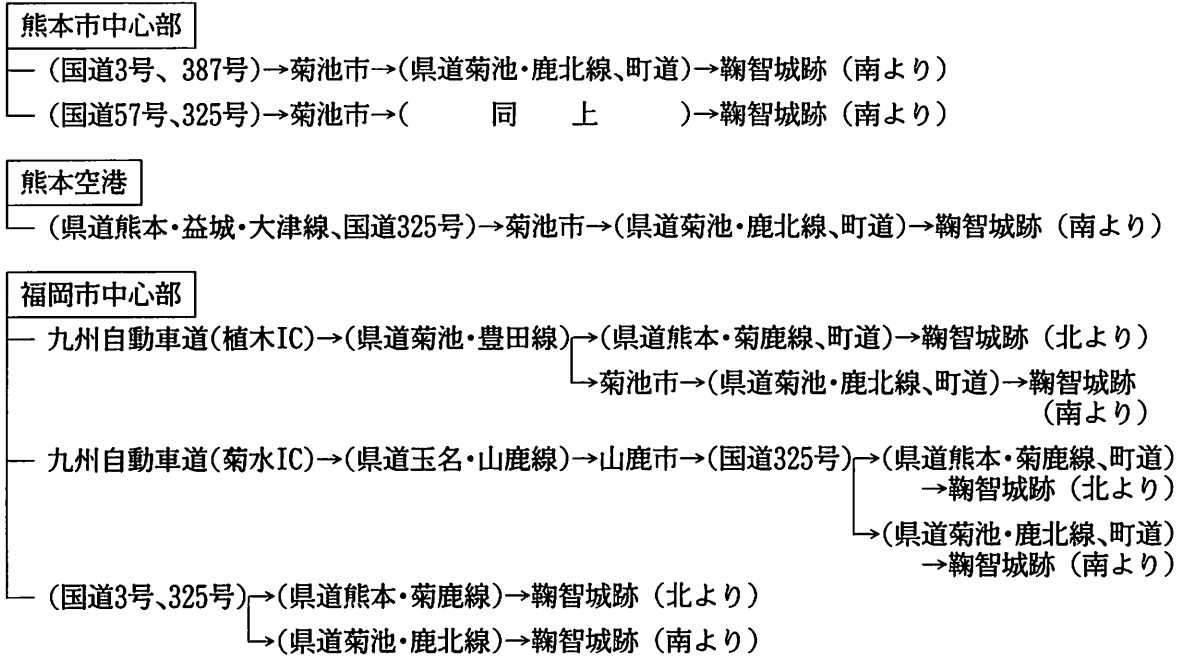 熊本市中心部
(国道3号、387号)→菊池市→(県道菊池・鹿北線、町道)→鞠智城跡（南より）
(国道57号、325号)→菊池市→(　同　上　)→鞠智城跡（南より）
熊本空港
(県道熊本・益城・大津線、国道325号)→菊池市→(県道菊池・鹿北線、町道)→鞠智城跡（南より）
福岡市中心部
九州自動車道(植木IC)→(県道菊池・豊田線)→(県道熊本・菊鹿線、町道)→鞠智城跡（北より）
→菊池市→(県道菊池・鹿北線、町道)→鞠智城跡
（南より）
九州自動車道(菊水IC)→(県道玉名・山鹿線)→山鹿市→(国道325号)→(県道熊本・菊鹿線、町道)
→鞠智城跡（北より）
→(県道菊池・鹿北線、町道)
→鞠智城跡（南より）
(国道3号、325号)→(県道熊本・菊鹿線)→鞠智城跡（北より）
→(県道菊池・鹿北線)→鞠智城跡（南より）